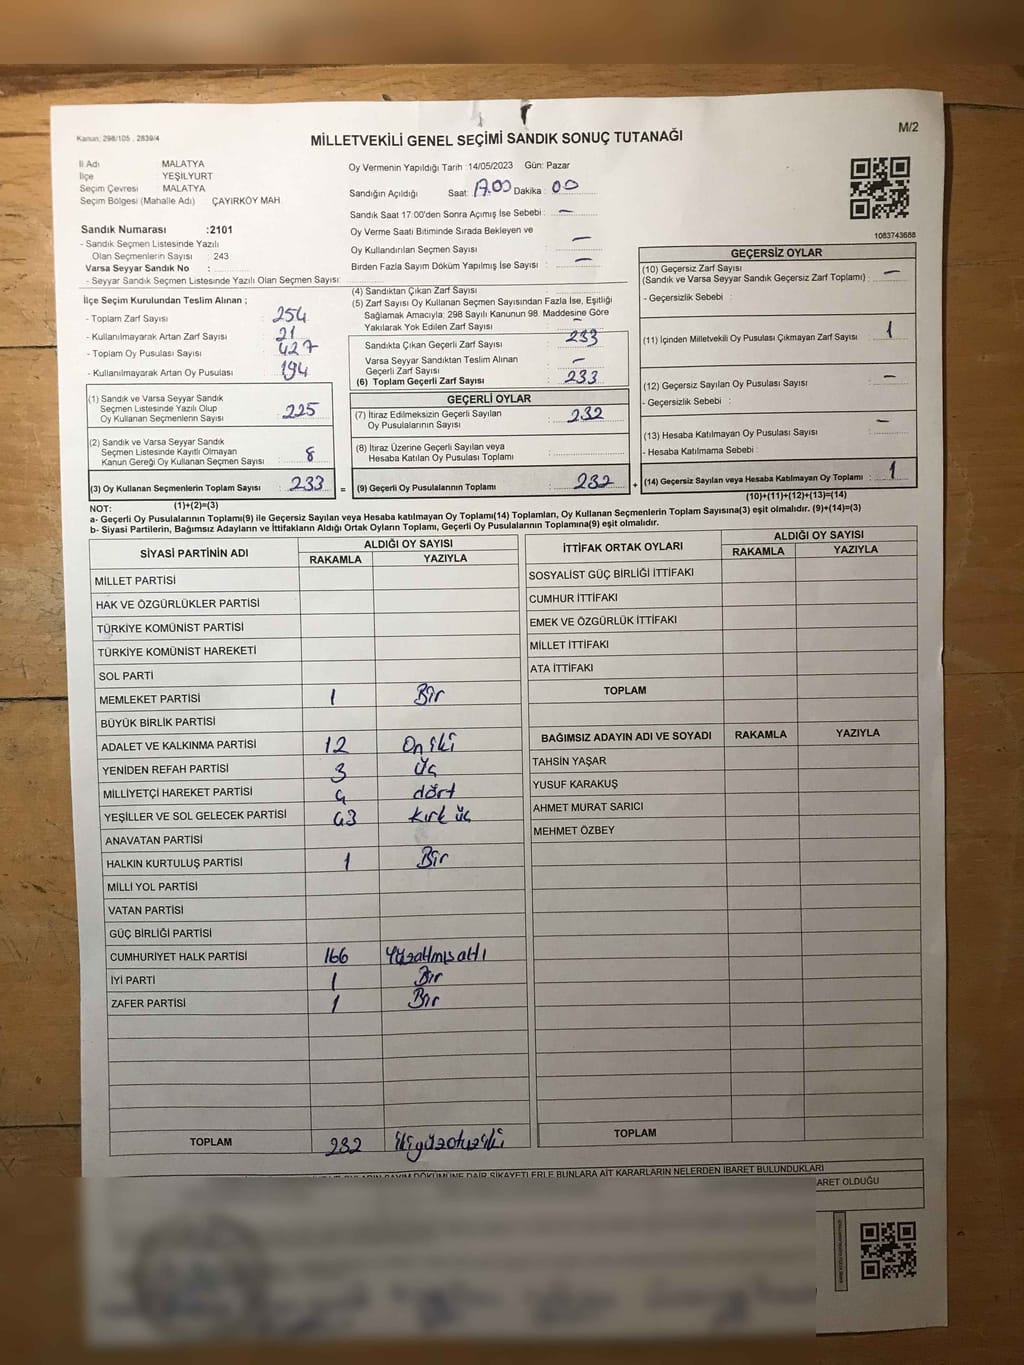 Kanun: 298/105 , 2839/4
M/2
MİLLETVEKİLİ GENEL SEÇİMİ SANDIK SONUÇ TUTANAĞI
İl Adı : MALATYA
İlçe : YEŞİLYURT
Seçim Çevresi : MALATYA
Seçim Bölgesi (Mahalle Adı) : ÇAYIRKÖY MAH.
Sandık Numarası :2101
- Sandık Seçmen Listesinde Yazılı
Olan Seçmenlerin Sayısı : 243
Varsa Seyyar Sandık No :
- Seyyar Sandık Seçmen Listesinde Yazılı Olan Seçmen Sayısı:
Oy Vermenin Yapıldığı Tarih :14/05/2023 Gün: Pazar
Sandığın Açıldığı Saat: 17.00 Dakika : 00
Sandık Saat 17:00'den Sonra Açımış İse Sebebi : —
Oy Verme Saati Bitiminde Sırada Bekleyen ve
Oy Kullandırılan Seçmen Sayısı : —
Birden Fazla Sayım Döküm Yapılmış İse Sayısı : —
1083743688
İlçe Seçim Kurulundan Teslim Alınan ;
- Toplam Zarf Sayısı : 254
- Kullanılmayarak Artan Zarf Sayısı : 21
- Toplam Oy Pusulası Sayısı : 427
- Kullanılmayarak Artan Oy Pusulası : 194
(4) Sandıktan Çıkan Zarf Sayısı :
(5) Zarf Sayısı Oy Kullanan Seçmen Sayısından Fazla İse, Eşitliği
Sağlamak Amacıyla; 298 Sayılı Kanunun 98. Maddesine Göre
Yakılarak Yok Edilen Zarf Sayısı : —
Sandıkta Çıkan Geçerli Zarf Sayısı : 233
Varsa Seyyar Sandıktan Teslim Alınan
Geçerli Zarf Sayısı : —
(6) Toplam Geçerli Zarf Sayısı : 233
GEÇERSİZ OYLAR
(10) Geçersiz Zarf Sayısı
(Sandık ve Varsa Seyyar Sandık Geçersiz Zarf Toplamı) : —
- Geçersizlik Sebebi :
(11) İçinden Milletvekili Oy Pusulası Çıkmayan Zarf Sayısı : 1
(12) Geçersiz Sayılan Oy Pusulası Sayısı : —
- Geçersizlik Sebebi :
(13) Hesaba Katılmayan Oy Pusulası Sayısı : —
- Hesaba Katılmama Sebebi :
(14) Geçersiz Sayılan veya Hesaba Katılmayan Oy Toplamı : 1
(10)+(11)+(12)+(13)=(14)
(1) Sandık ve Varsa Seyyar Sandık
Seçmen Listesinde Yazılı Olup
Oy Kullanan Seçmenlerin Sayısı : 225
(2) Sandık ve Varsa Seyyar Sandık
Seçmen Listesinde Kayıtlı Olmayan
Kanun Gereği Oy Kullanan Seçmen Sayısı : 8
(3) Oy Kullanan Seçmenlerin Toplam Sayısı : 233
(1)+(2)=(3)
GEÇERLİ OYLAR
(7) İtiraz Edilmeksizin Geçerli Sayılan
Oy Pusulalarının Sayısı : 232
(8) İtiraz Üzerine Geçerli Sayılan veya
Hesaba Katılan Oy Pusulası Toplamı :
= (9) Geçerli Oy Pusulalarının Toplamı : 232 +
NOT:
a- Geçerli Oy Pusulalarının Toplamı(9) ile Geçersiz Sayılan veya Hesaba katılmayan Oy Toplamı(14) Toplamları, Oy Kullanan Seçmenlerin Toplam Sayısına(3) eşit olmalıdır. (9)+(14)=(3)
b- Siyasi Partilerin, Bağımsız Adayların ve İttifakların Aldığı Ortak Oyların Toplamı, Geçerli Oy Pusulalarının Toplamına(9) eşit olmalıdır.
SİYASİ PARTİNİN ADI ALDIĞI OY SAYISI
RAKAMLA YAZIYLA
MİLLET PARTİSİ
HAK VE ÖZGÜRLÜKLER PARTİSİ
TÜRKİYE KOMÜNİST PARTİSİ
TÜRKİYE KOMÜNİST HAREKETİ
SOL PARTİ
MEMLEKET PARTİSİ 1 Bir
BÜYÜK BİRLİK PARTİSİ
ADALET VE KALKINMA PARTİSİ 12 On iki
YENİDEN REFAH PARTİSİ 3 Üç
MİLLİYETÇİ HAREKET PARTİSİ 4 dört
YEŞİLLER VE SOL GELECEK PARTİSİ 43 kırk üç
ANAVATAN PARTİSİ
HALKIN KURTULUŞ PARTİSİ 1 Bir
MİLLİ YOL PARTİSİ
VATAN PARTİSİ
GÜÇ BİRLİĞİ PARTİSİ
CUMHURİYET HALK PARTİSİ 166 Yüzaltmışaltı
İYİ PARTİ 1 Bir
ZAFER PARTİSİ 1 Bir
TOPLAM 232 ikiyüzotuziki
İTTİFAK ORTAK OYLARI ALDIĞI OY SAYISI
RAKAMLA YAZIYLA
SOSYALİST GÜÇ BİRLİĞİ İTTİFAKI
CUMHUR İTTİFAKI
EMEK VE ÖZGÜRLÜK İTTİFAKI
MİLLET İTTİFAKI
ATA İTTİFAKI
TOPLAM
BAĞIMSIZ ADAYIN ADI VE SOYADI RAKAMLA YAZIYLA
TAHSİN YAŞAR
YUSUF KARAKUŞ
AHMET MURAT SARICI
MEHMET ÖZBEY
TOPLAM
SAYIM DÖKÜMÜNE DAİR ŞİKAYETLERLE BUNLARA AİT KARARLARIN NELERDEN İBARET BULUNDUKLARI
OLDUĞU